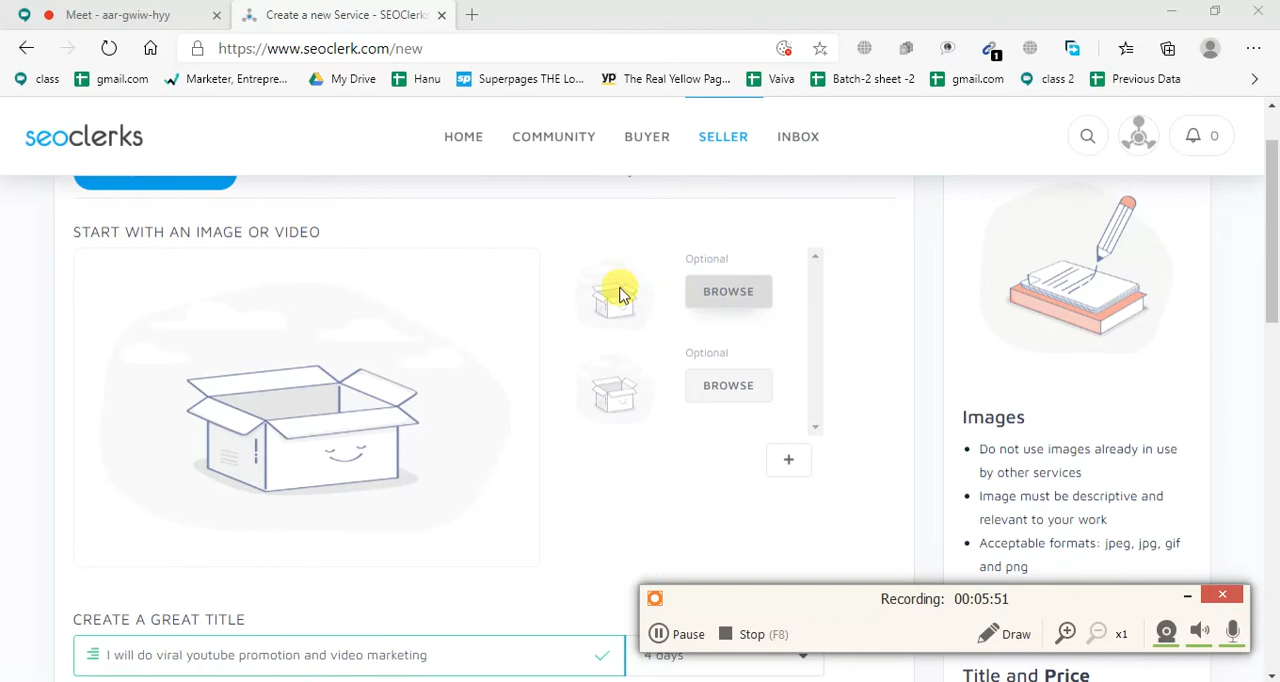 Meet - aar-gwiw-hyy
Create a new Service - SEOClerks
https://www.seoclerk.com/new
1
class
gmail.com
Marketer, Entrepre...
My Drive
Hanu
sp Superpages THE Lo...
YP The Real Yellow Pag...
Vaiva
Batch-2 sheet -2
gmail.com
class 2
Previous Data
seoclerks
HOME
COMMUNITY
BUYER
SELLER
INBOX
0
START WITH AN IMAGE OR VIDEO
Optional
BROWSE
Optional
BROWSE
+
Images
Do not use images already in use
by other services
Image must be descriptive and
relevant to your work
Acceptable formats: jpeg, jpg, gif
and png
Recording: 00:05:51
Pause
Stop (F8)
Draw
x1
CREATE A GREAT TITLE
I will do viral youtube promotion and video marketing
4 days
Title and Price